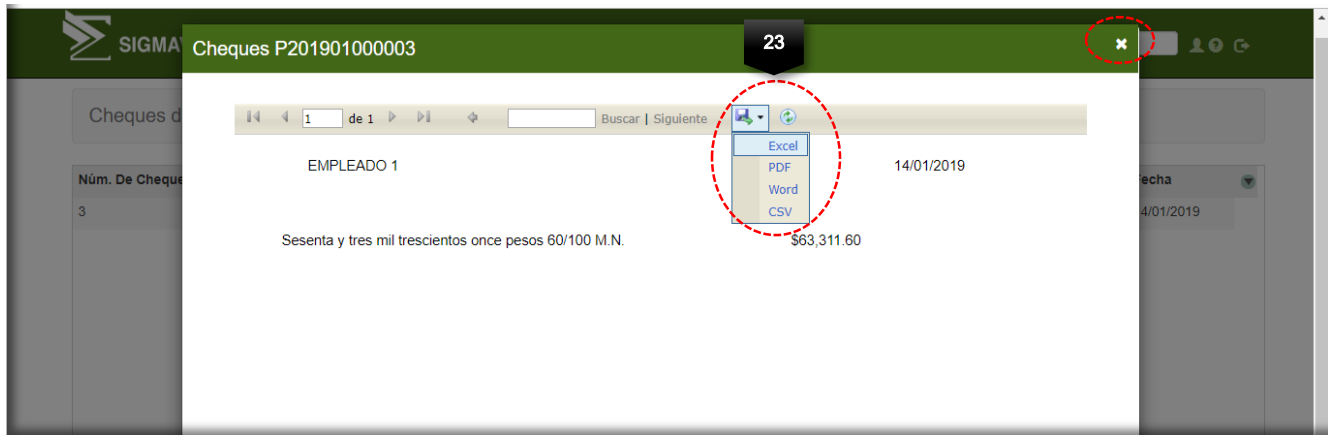 SIGMA
Cheques P201901000003
23
Cheques d
1 de 1 Buscar | Siguiente
Excel
PDF
Word
CSV
EMPLEADO 1 14/01/2019
Núm. De Cheque
echa
3
4/01/2019
Sesenta y tres mil trescientos once pesos 60/100 M.N. $63,311.60